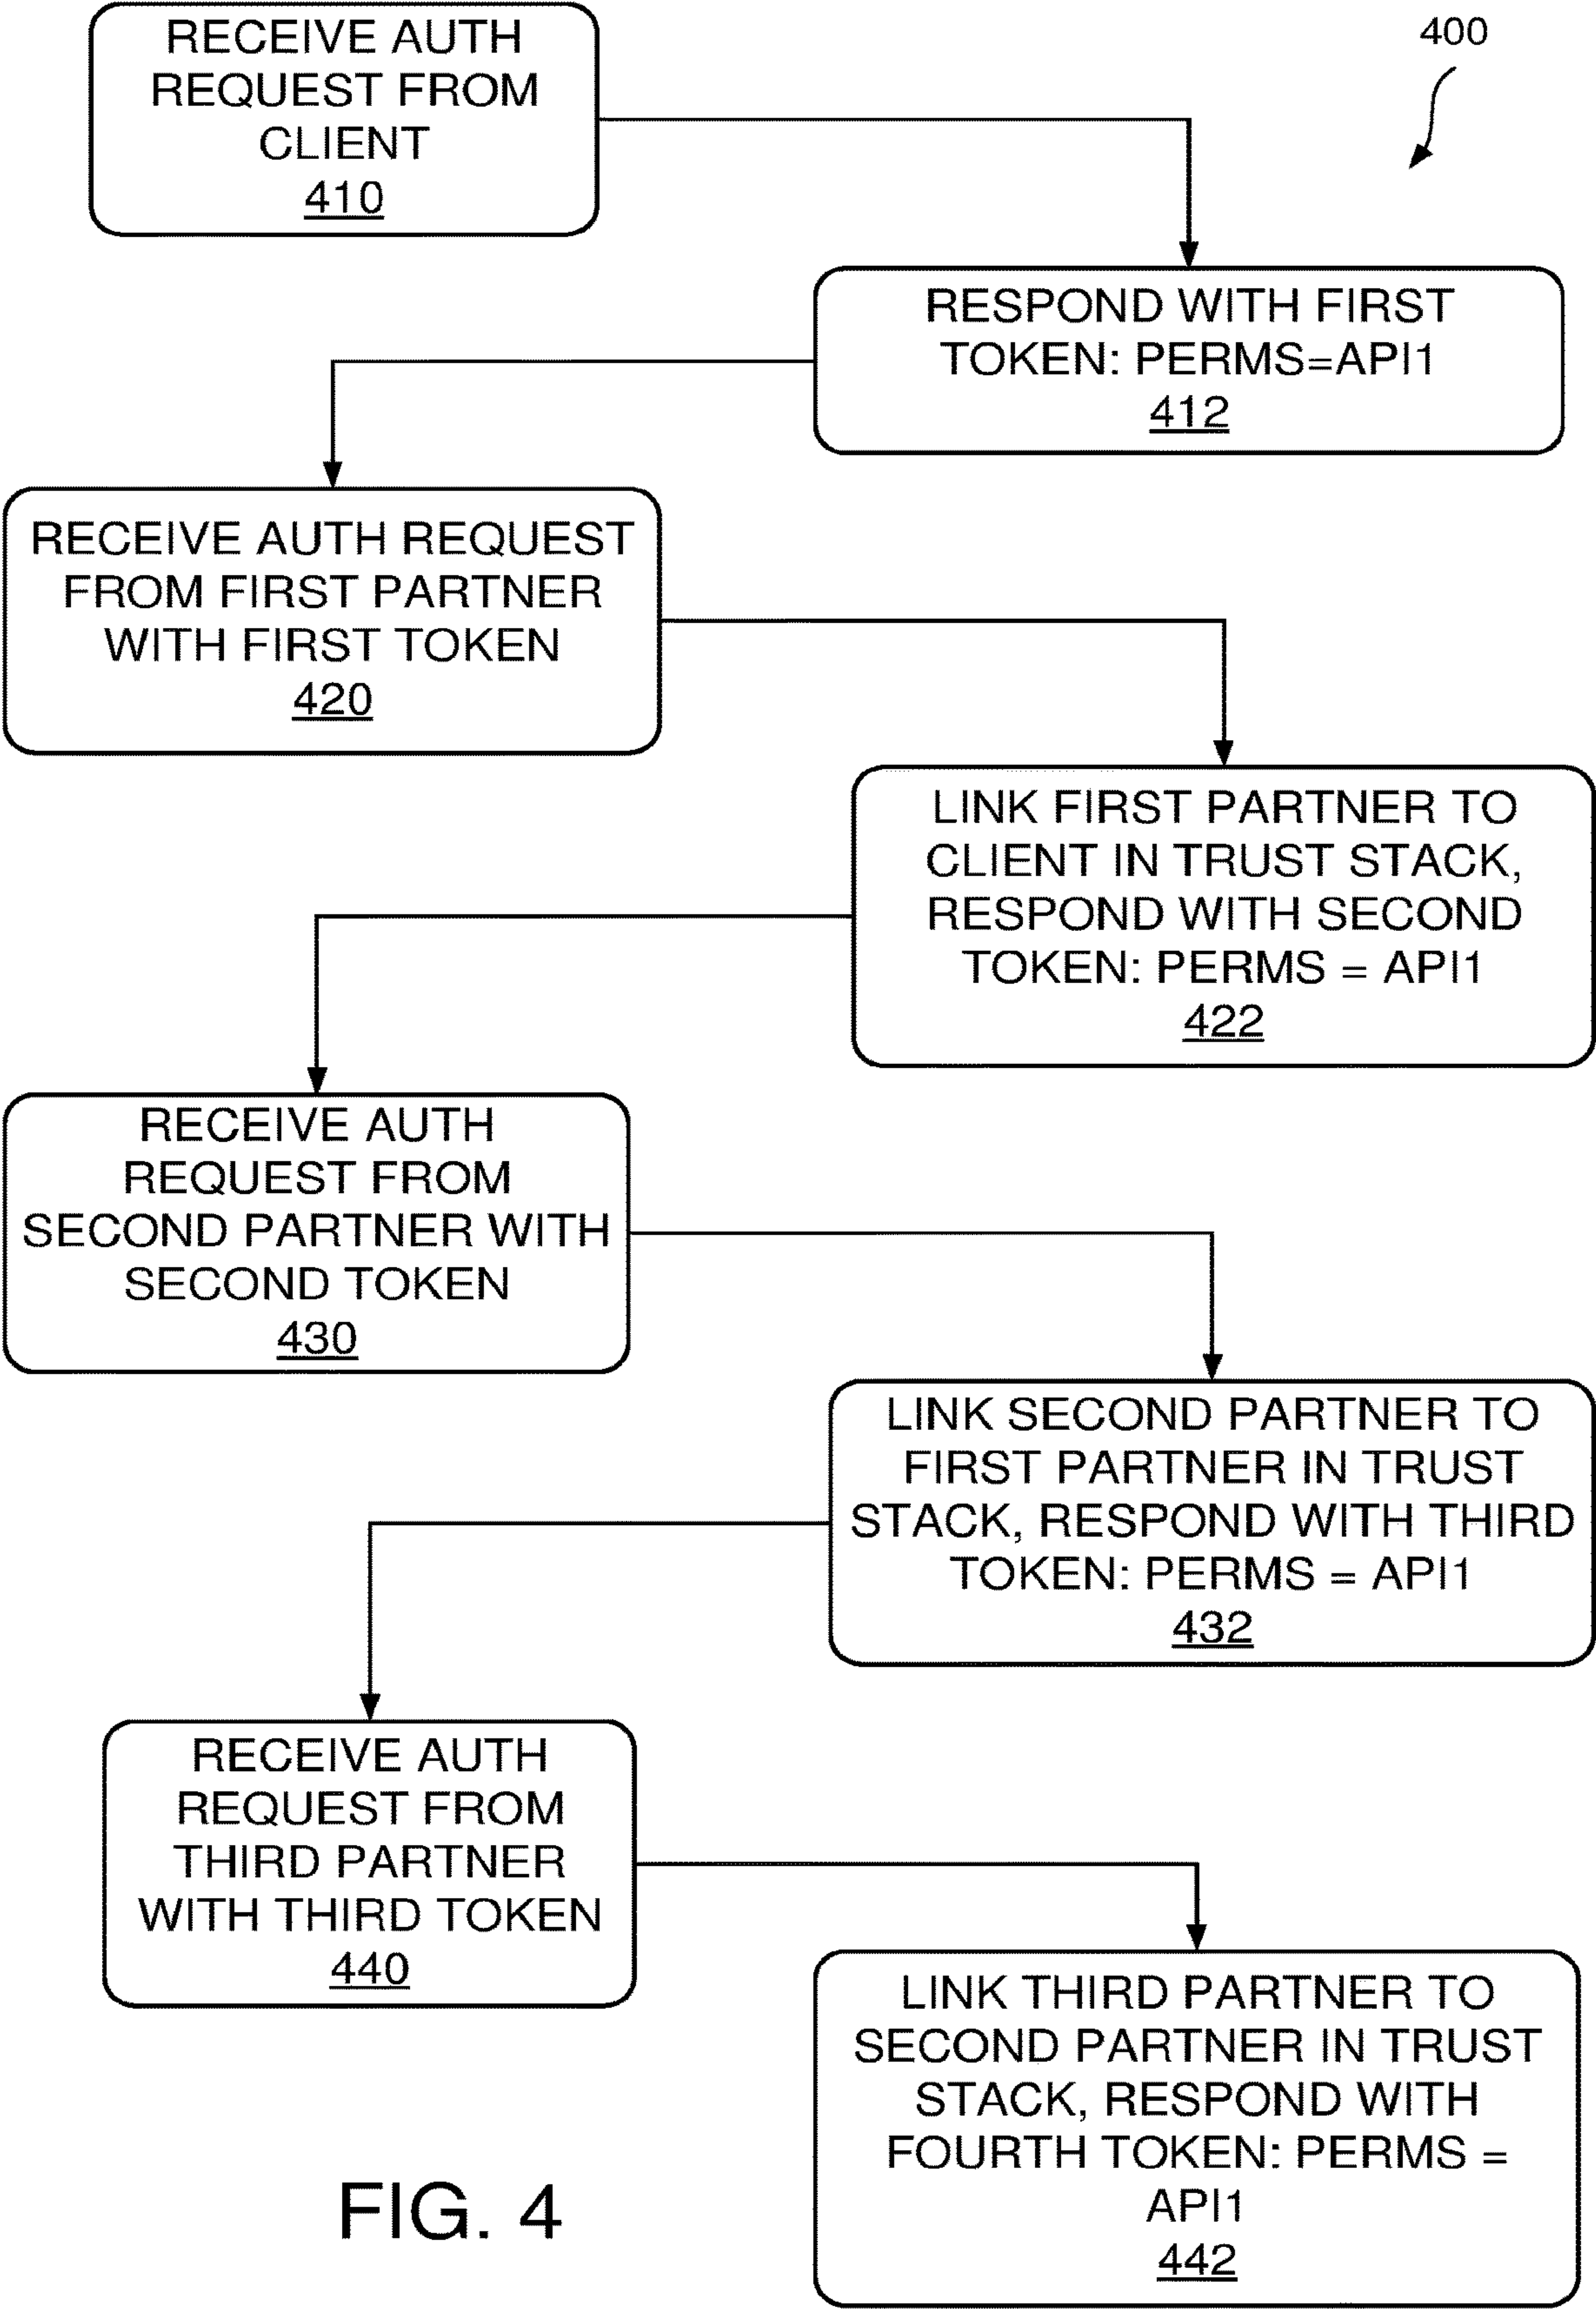 RECEIVE AUTH
REQUEST FROM
CLIENT
410
400
RESPOND WITH FIRST
TOKEN: PERMS=API1
412
RECEIVE AUTH REQUEST
FROM FIRST PARTNER
WITH FIRST TOKEN
420
LINK FIRST PARTNER TO
CLIENT IN TRUST STACK,
RESPOND WITH SECOND
TOKEN: PERMS = API1
422
RECEIVE AUTH
REQUEST FROM
SECOND PARTNER WITH
SECOND TOKEN
430
LINK SECOND PARTNER TO
FIRST PARTNER IN TRUST
STACK, RESPOND WITH THIRD
TOKEN: PERMS = API1
432
RECEIVE AUTH
REQUEST FROM
THIRD PARTNER
WITH THIRD TOKEN
440
LINK THIRD PARTNER TO
SECOND PARTNER IN TRUST
STACK, RESPOND WITH
FOURTH TOKEN: PERMS =
API1
442
FIG. 4